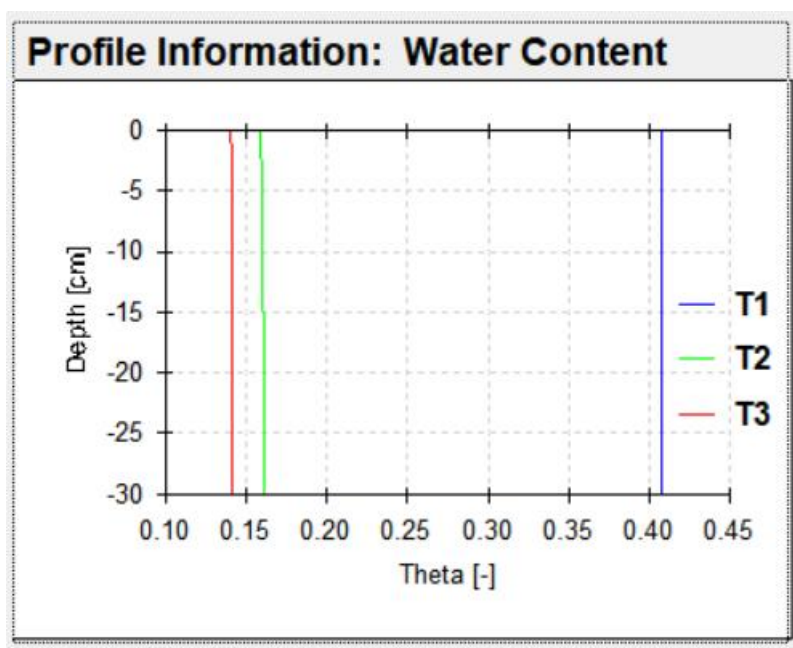 Profile Information: Water Content
0
-5
-10
-15
-20
-25
-30
Depth [cm]
T1
T2
T3
0.10 0.15 0.20 0.25 0.30 0.35 0.40 0.45
Theta [-]